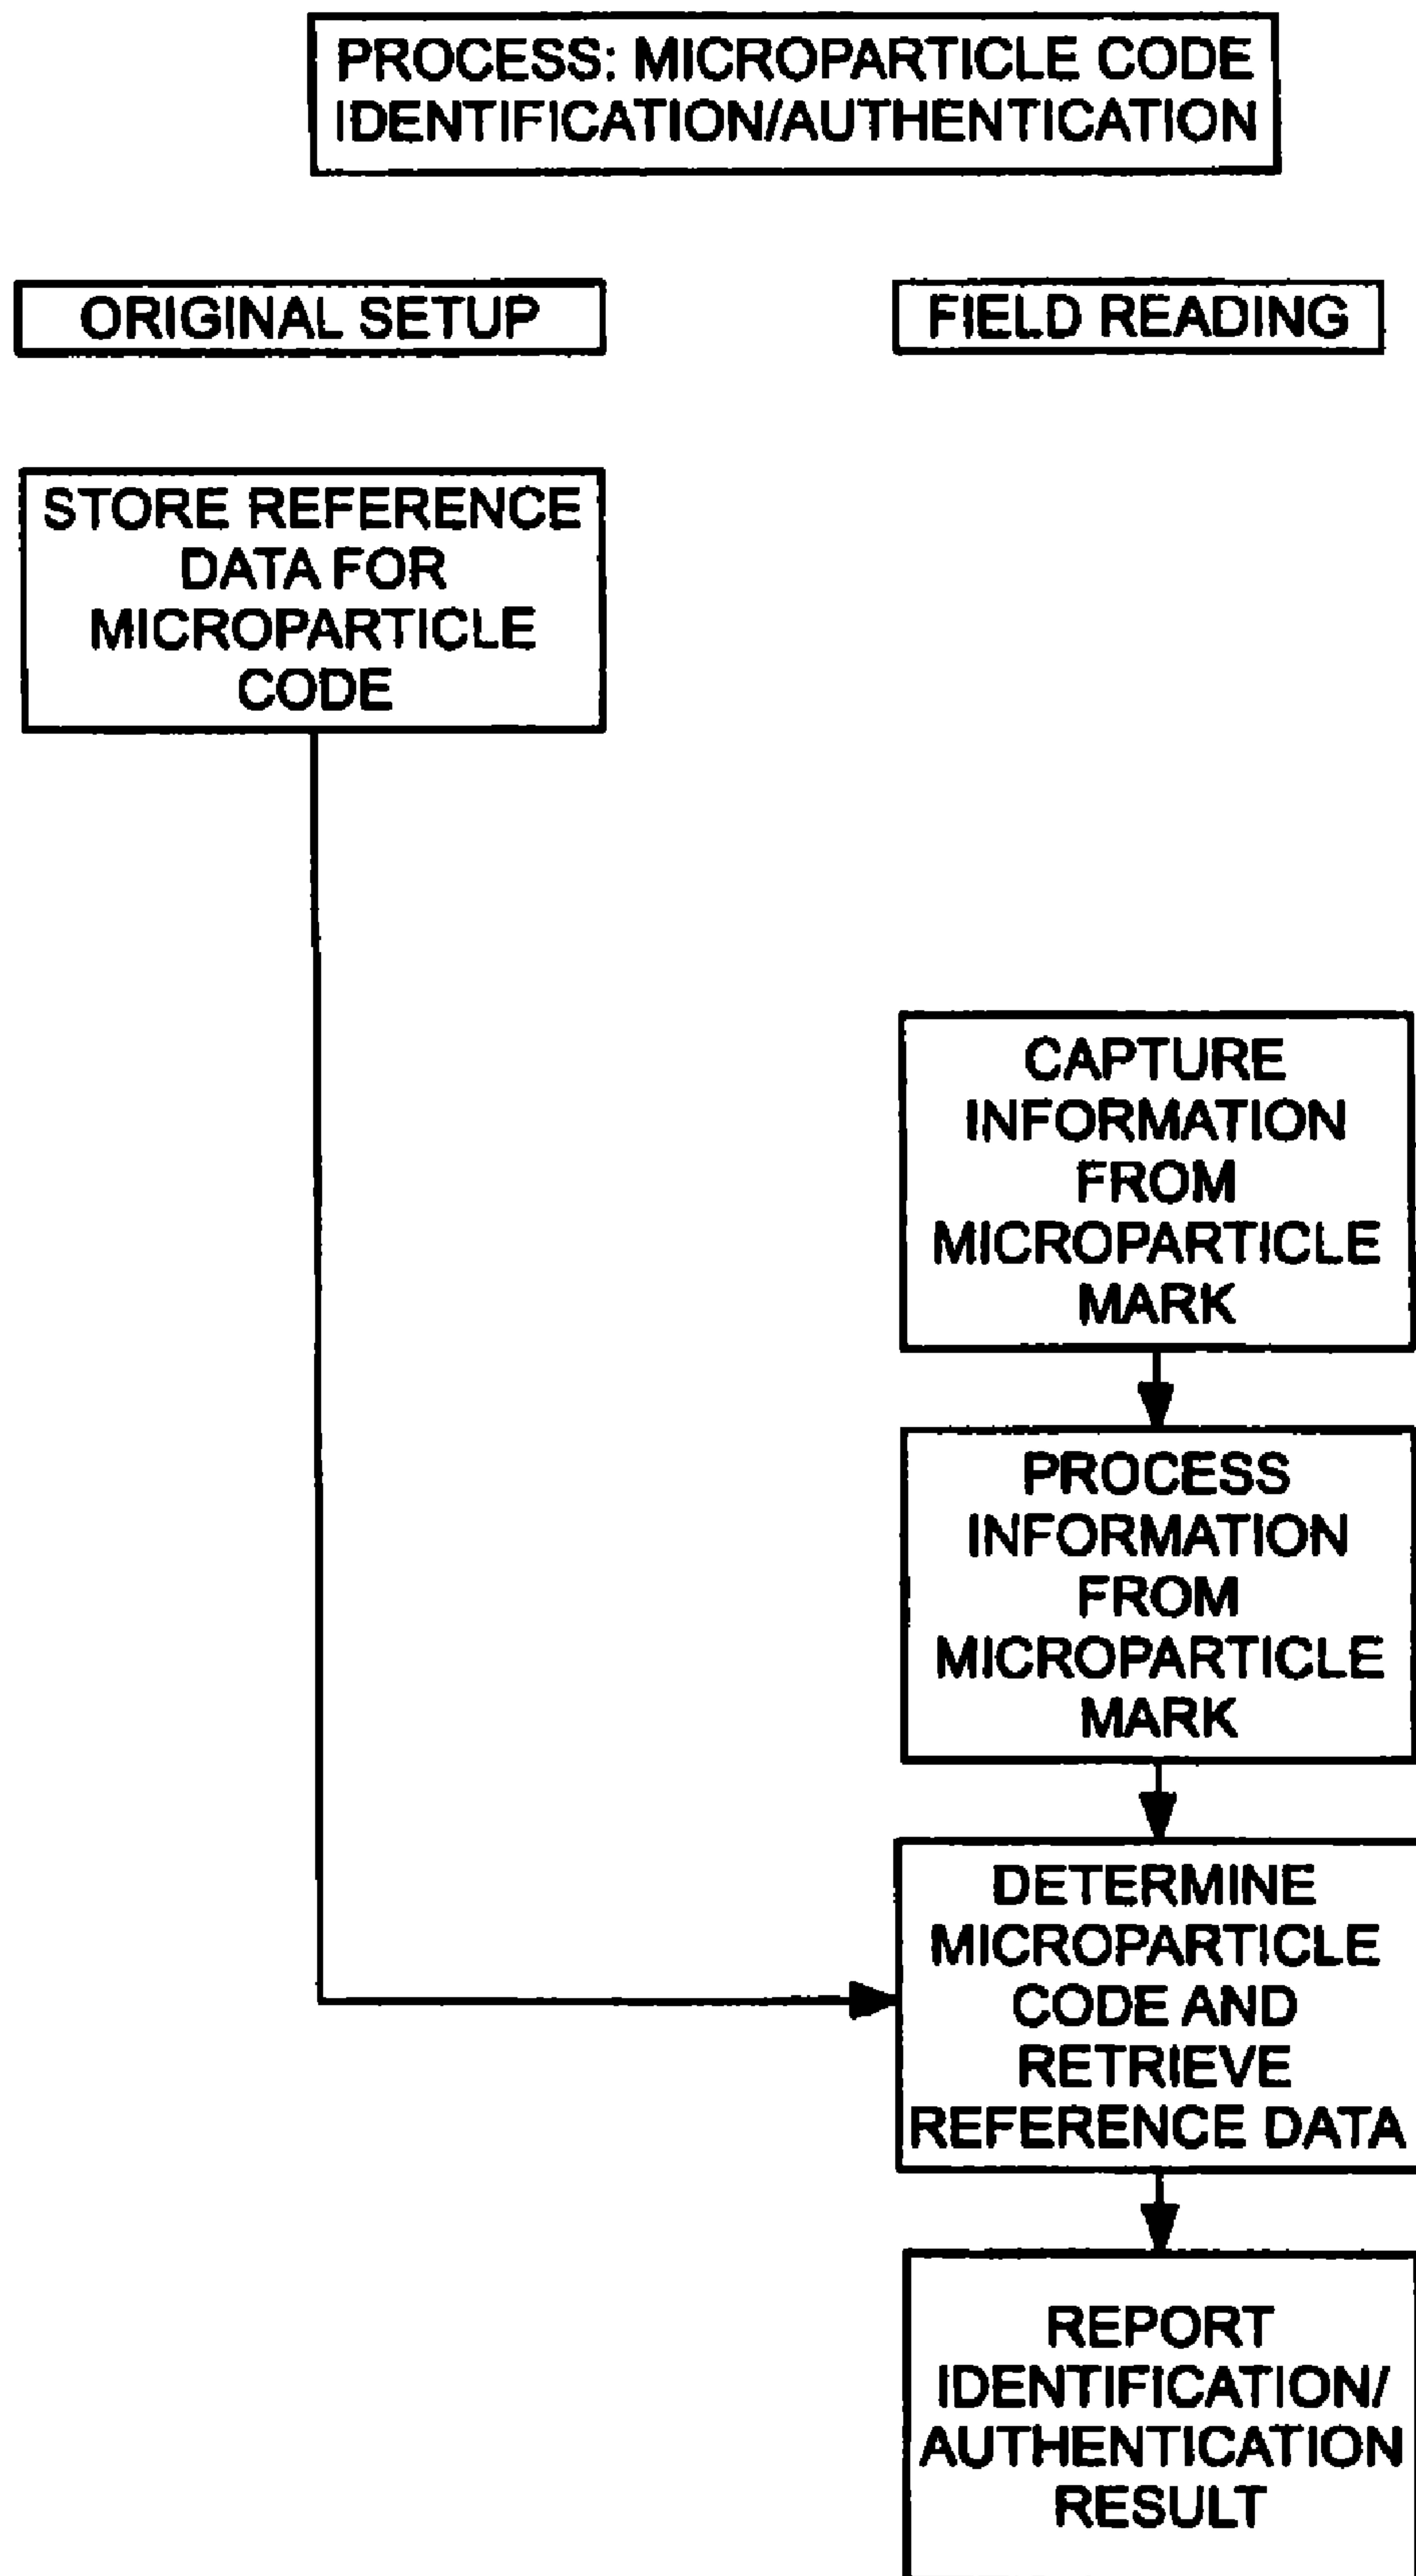 PROCESS: MICROPARTICLE CODE
IDENTIFICATION/AUTHENTICATION
ORIGINAL SETUP
FIELD READING
STORE REFERENCE
DATA FOR
MICROPARTICLE
CODE
CAPTURE
INFORMATION
FROM
MICROPARTICLE
MARK
PROCESS
INFORMATION
FROM
MICROPARTICLE
MARK
DETERMINE
MICROPARTICLE
CODE AND
RETRIEVE
REFERENCE DATA
REPORT
IDENTIFICATION/
AUTHENTICATION
RESULT